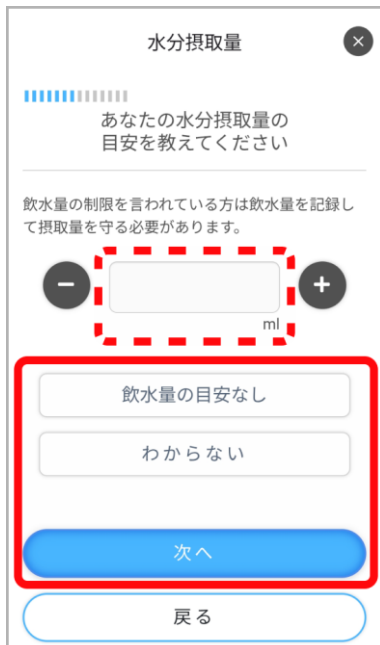 水分摂取量
あなたの水分摂取量の
目安を教えてください
飲水量の制限を言われている方は飲水量を記録し
て摂取量を守る必要があります。
ml
飲水量の目安なし
わからない
次へ
戻る